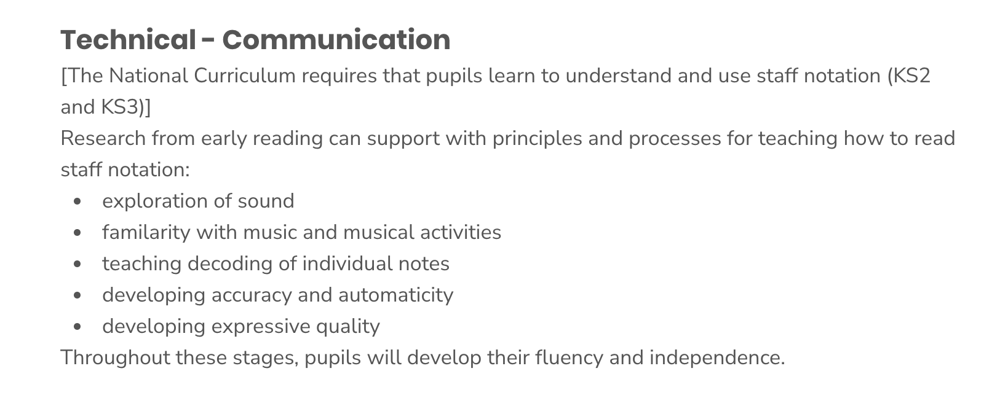 Technical - Communication
[The National Curriculum requires that pupils learn to understand and use staff notation (KS2
and KS3)]
Research from early reading can support with principles and processes for teaching how to read
staff notation:
• exploration of sound
• familarity with music and musical activities
• teaching decoding of individual notes
• developing accuracy and automaticity
• developing expressive quality
Throughout these stages, pupils will develop their fluency and independence.